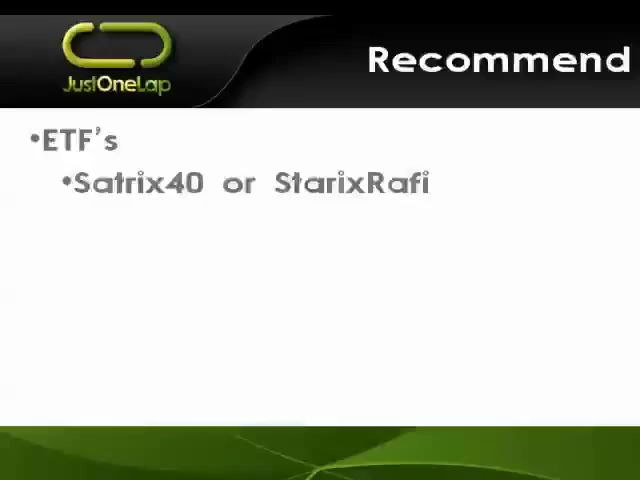 JustOneLap
Recommend
•ETF's
•Satrix40 or StarixRafi